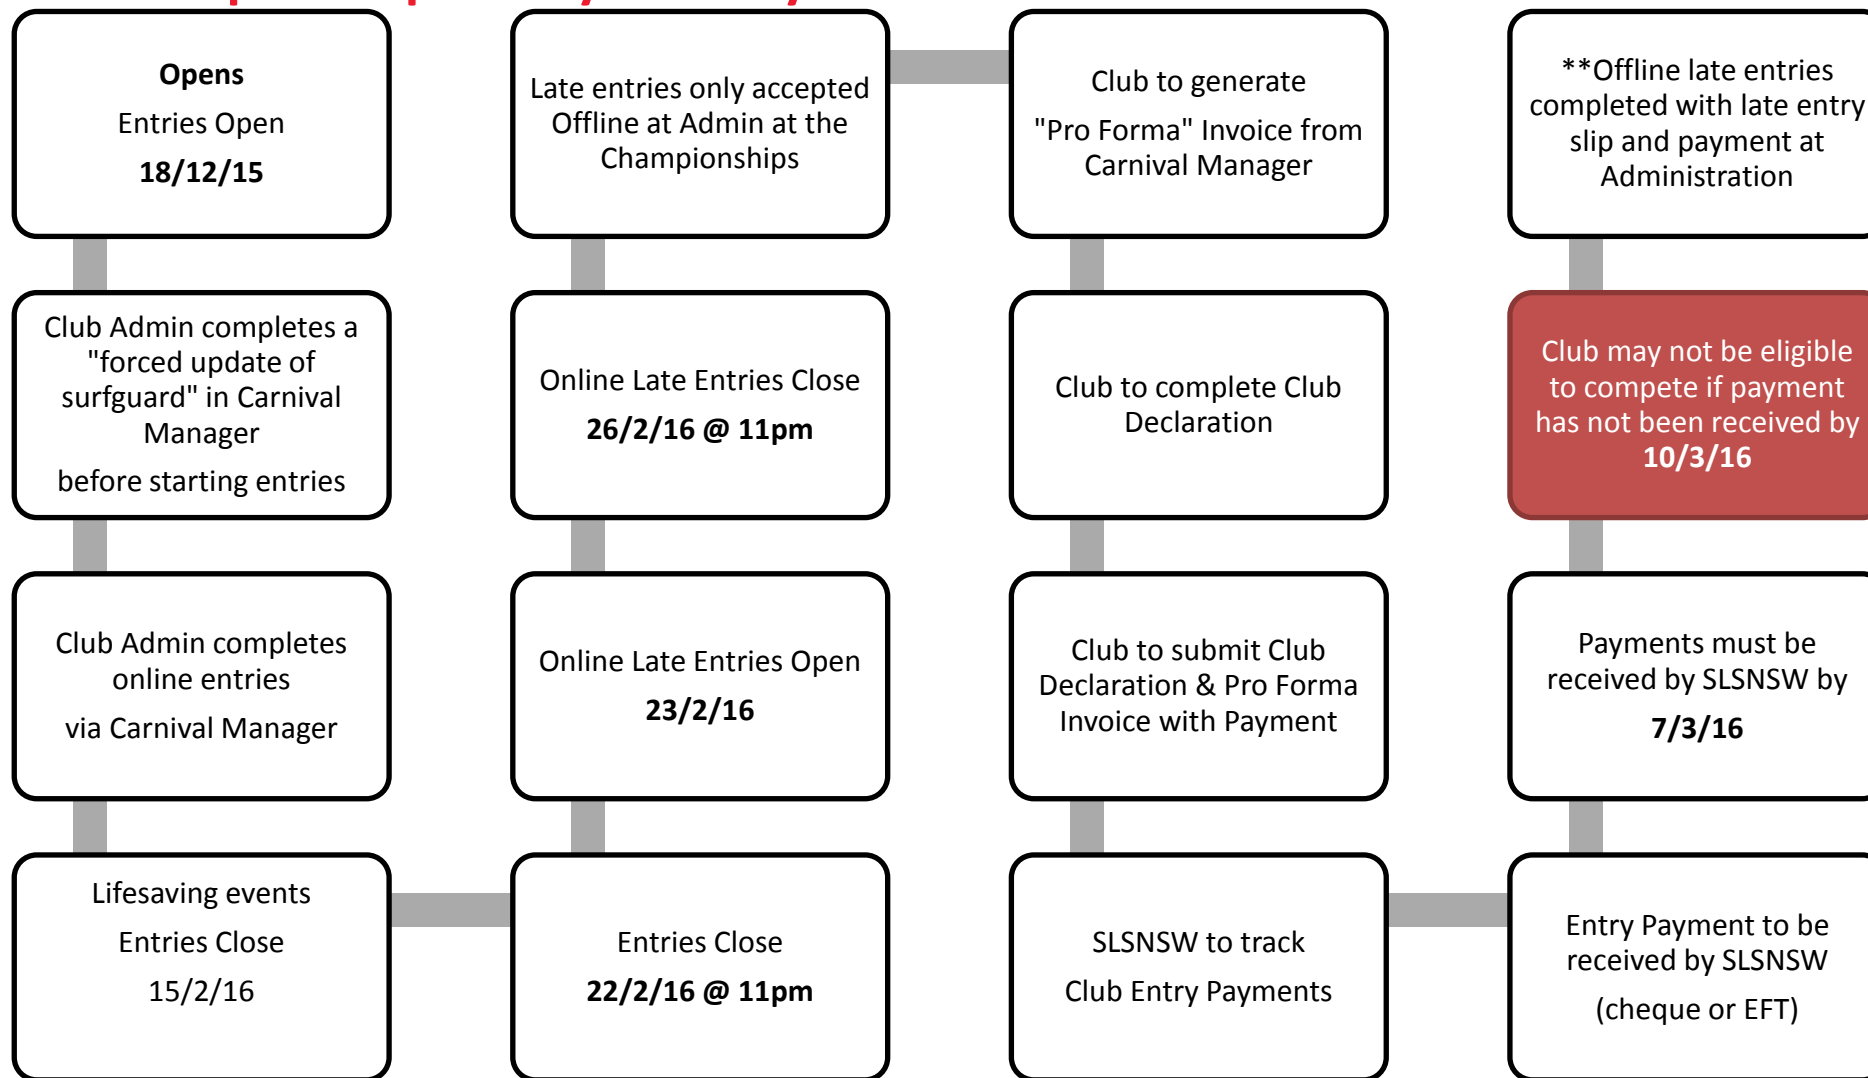 Opens
Entries Open
18/12/15
Club Admin completes a
"forced update of
surfguard" in Carnival
Manager
before starting entries
Club Admin completes
online entries
via Carnival Manager
Lifesaving events
Entries Close
15/2/16
Entries Close
22/2/16 @ 11pm
Online Late Entries Open
23/2/16
Online Late Entries Close
26/2/16 @ 11pm
Late entries only accepted
Offline at Admin at the
Championships
Club to generate
"Pro Forma" Invoice from
Carnival Manager
Club to complete Club
Declaration
Club to submit Club
Declaration & Pro Forma
Invoice with Payment
SLSNSW to track
Club Entry Payments
Entry Payment to be
received by SLSNSW
(cheque or EFT)
Payments must be
received by SLSNSW by
7/3/16
Club may not be eligible
to compete if payment
has not been received by
10/3/16
**Offline late entries
completed with late entry
slip and payment at
Administration